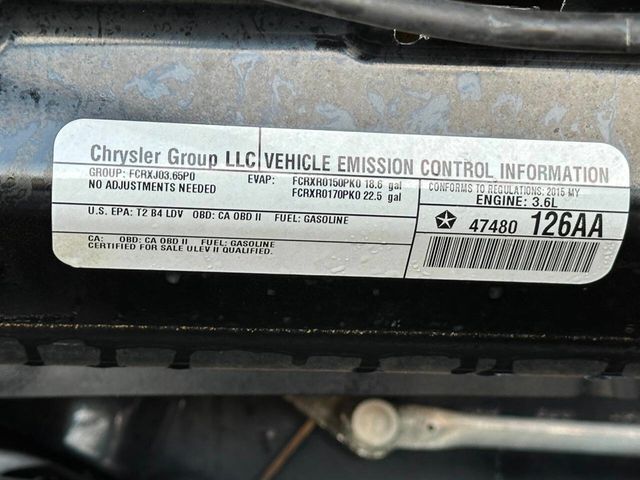 Chrysler Group LLC VEHICLE EMISSION CONTROL INFORMATION
GROUP: FCRXJ03.65P0 EVAP: FCRXR0150PK0 18.6 gal
NO ADJUSTMENTS NEEDED FCRXR0170PK0 22.5 gal
CONFORMS TO REGULATIONS: 2015 MY
ENGINE: 3.6L
U.S. EPA: T2 B4 LDV OBD: CA OBD II FUEL: GASOLINE
47480 126AA
CA: OBD: CA OBD II FUEL: GASOLINE
CERTIFIED FOR SALE ULEV II QUALIFIED.